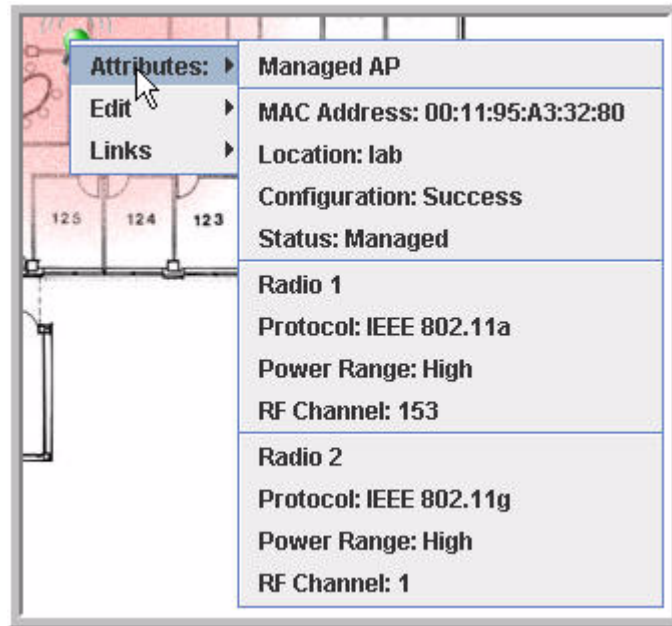 Attributes:
Edit
Links
Managed AP
MAC Address: 00:11:95:A3:32:80
Location: lab
Configuration: Success
Status: Managed
Radio 1
Protocol: IEEE 802.11a
Power Range: High
RF Channel: 153
Radio 2
Protocol: IEEE 802.11g
Power Range: High
RF Channel: 1
125 124 123